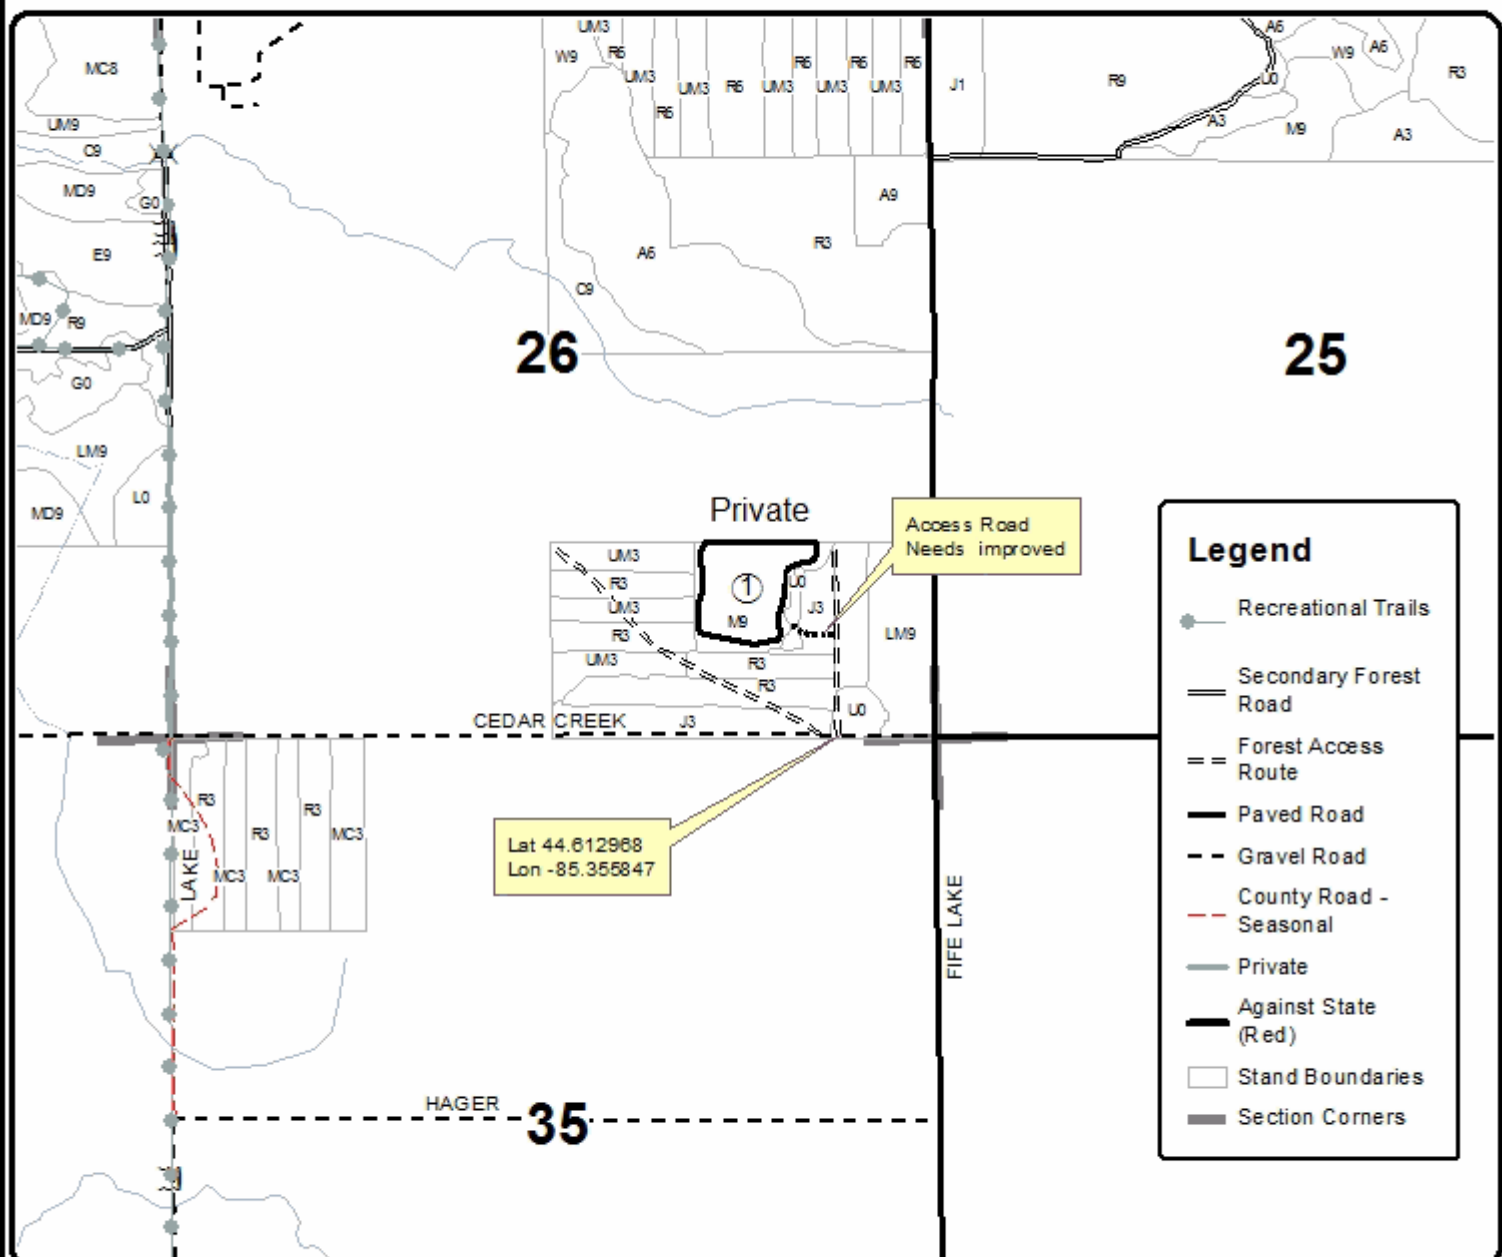 UM3
A6
MC8
W9
R6
R6
R6
R6
W9
A6
R3
UM3
UM3
R6
UM3
UM3
UM3
J1
R9
U0
R6
UM9
A3
M9
A3
C9
MD9
G0
A9
E9
A6
R3
C9
MD9
R9
26
25
G0
LM9
L0
MD9
Private
Access Road
Needs improved
UM3
R3
UM3
R3
UM3
1
M9
U0
J3
LM9
R3
R3
U0
CEDAR CREEK
J3
R3
MC3
R3
R3
MC3
MC3
MC3
LAKE
Lat 44.612968
Lon -85.355847
FIFE LAKE
HAGER
35
Legend
Recreational Trails
Secondary Forest
Road
Forest Access
Route
Paved Road
Gravel Road
County Road -
Seasonal
Private
Against State
(Red)
Stand Boundaries
Section Corners